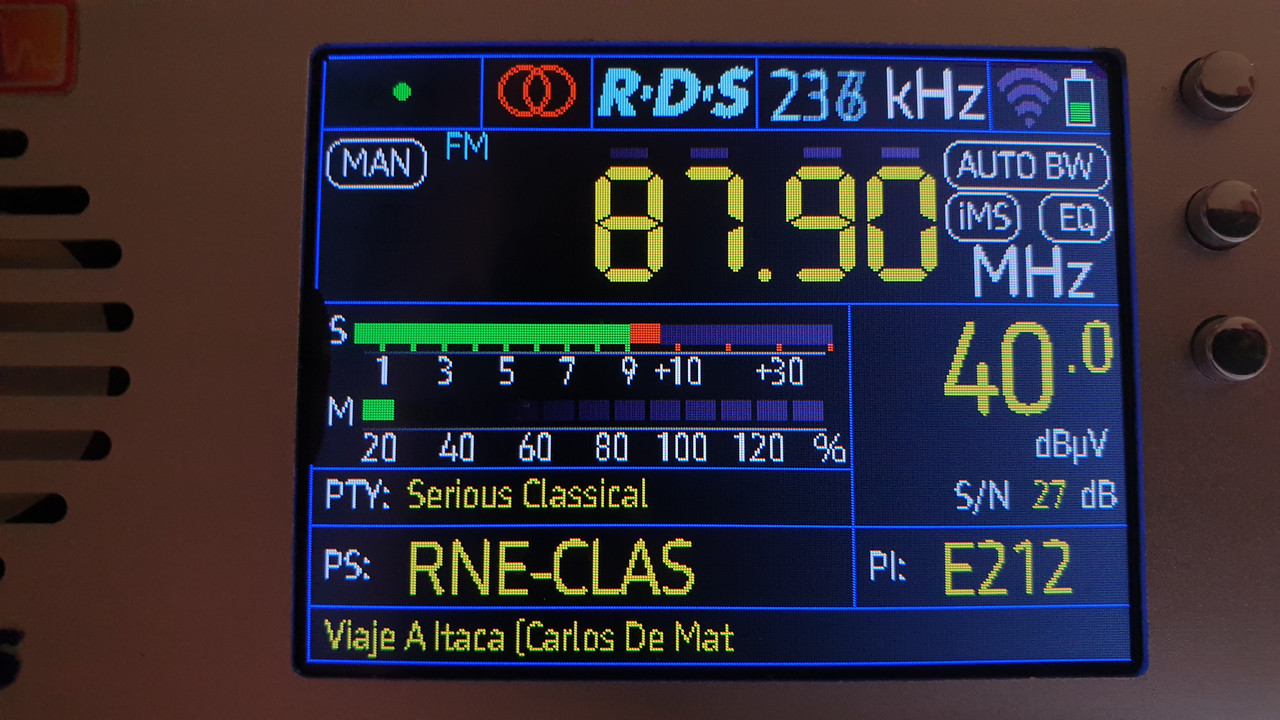 R·D·S kHz
MAN FM 87.90 AUTO BW
iMS EQ
MHz
S
1 3 5 7 9 +10 +30
40.0
M
20 40 60 80 100 120 %
dBµV
PTY: Serious Classical
S/N 27 dB
PS: RNE-CLAS
PI: E212
Viaje A Itaca (Carlos De Mat